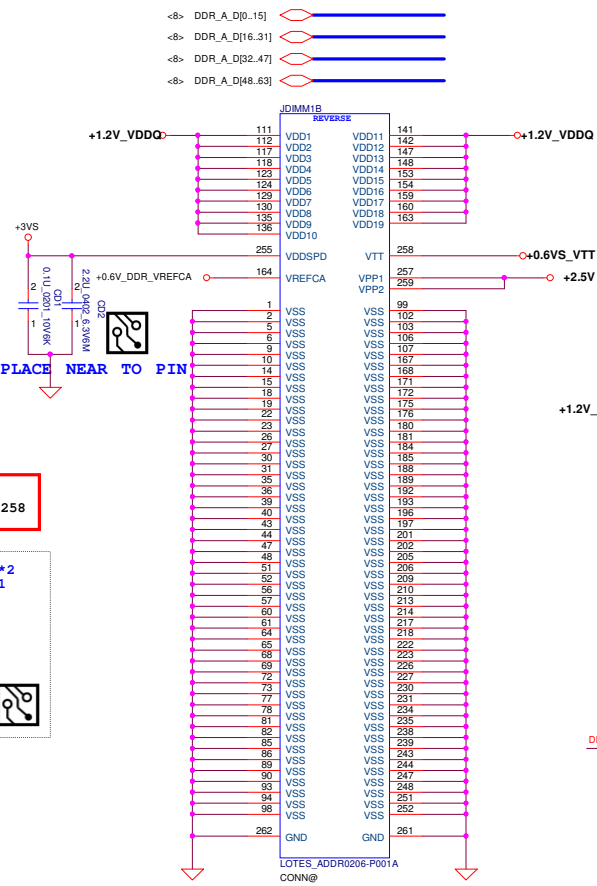 <8> DDR_A_D[0..15]
<8> DDR_A_D[16..31]
<8> DDR_A_D[32..47]
<8> DDR_A_D[48..63]
JDIMM1B
REVERSE
+1.2V_VDDQ 111 VDD1 VDD11 141 +1.2V_VDDQ
112 VDD2 VDD12 142
117 VDD3 VDD13 147
118 VDD4 VDD14 148
123 VDD5 VDD15 153
124 VDD6 VDD16 154
129 VDD7 VDD17 159
130 VDD8 VDD18 160
135 VDD9 VDD19 163
136 VDD10
+3VS
255 VDDSPD VTT 258 +0.6VS_VTT
+0.6V_DDR_VREFCA 164 VREFCA VPP1 257 +2.5V
VPP2 259
2 2
0.1U_0201_10V6K
CD1
2.2U_0402_6.3V6M
CD2
1 1
PLACE NEAR TO PIN
1 VSS VSS 99
2 VSS VSS 102
5 VSS VSS 103
6 VSS VSS 106
9 VSS VSS 107
10 VSS VSS 167
14 VSS VSS 168
15 VSS VSS 171
18 VSS VSS 172
19 VSS VSS 175
22 VSS VSS 176
23 VSS VSS 180
26 VSS VSS 181
27 VSS VSS 184
30 VSS VSS 185
31 VSS VSS 188
35 VSS VSS 189
36 VSS VSS 192
39 VSS VSS 193
40 VSS VSS 196
43 VSS VSS 197
44 VSS VSS 201
47 VSS VSS 202
48 VSS VSS 205
51 VSS VSS 206
52 VSS VSS 209
56 VSS VSS 210
57 VSS VSS 213
60 VSS VSS 214
61 VSS VSS 217
64 VSS VSS 218
65 VSS VSS 222
68 VSS VSS 223
69 VSS VSS 226
72 VSS VSS 227
73 VSS VSS 230
77 VSS VSS 231
78 VSS VSS 234
81 VSS VSS 235
82 VSS VSS 238
85 VSS VSS 239
86 VSS VSS 243
89 VSS VSS 244
90 VSS VSS 247
93 VSS VSS 248
94 VSS VSS 251
98 VSS VSS 252
262 GND GND 261
LOTES_ADDR0206-P001A
CONN@
+1.2V_
258
*2
1